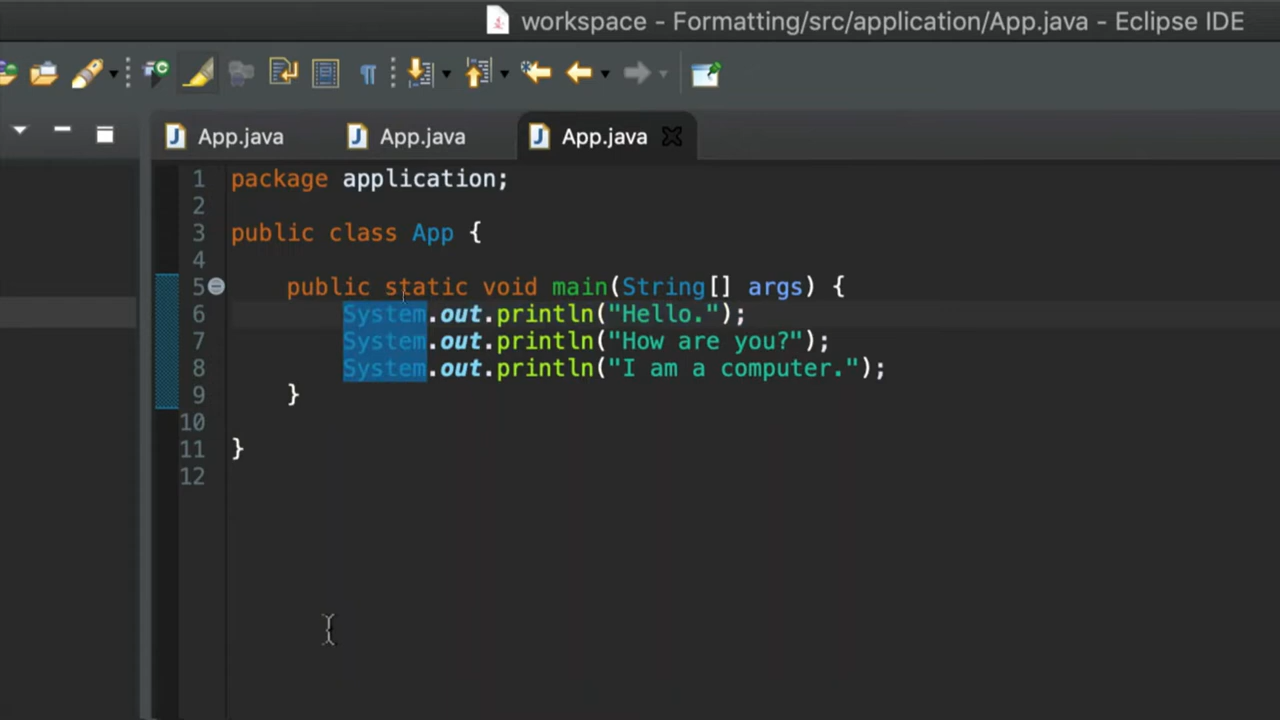 workspace - Formatting/src/application/App.java - Eclipse IDE
App.java App.java App.java
1 package application;
2
3 public class App {
4
5 public static void main(String[] args) {
6 System.out.println("Hello.");
7 System.out.println("How are you?");
8 System.out.println("I am a computer.");
9 }
10
11 }
12